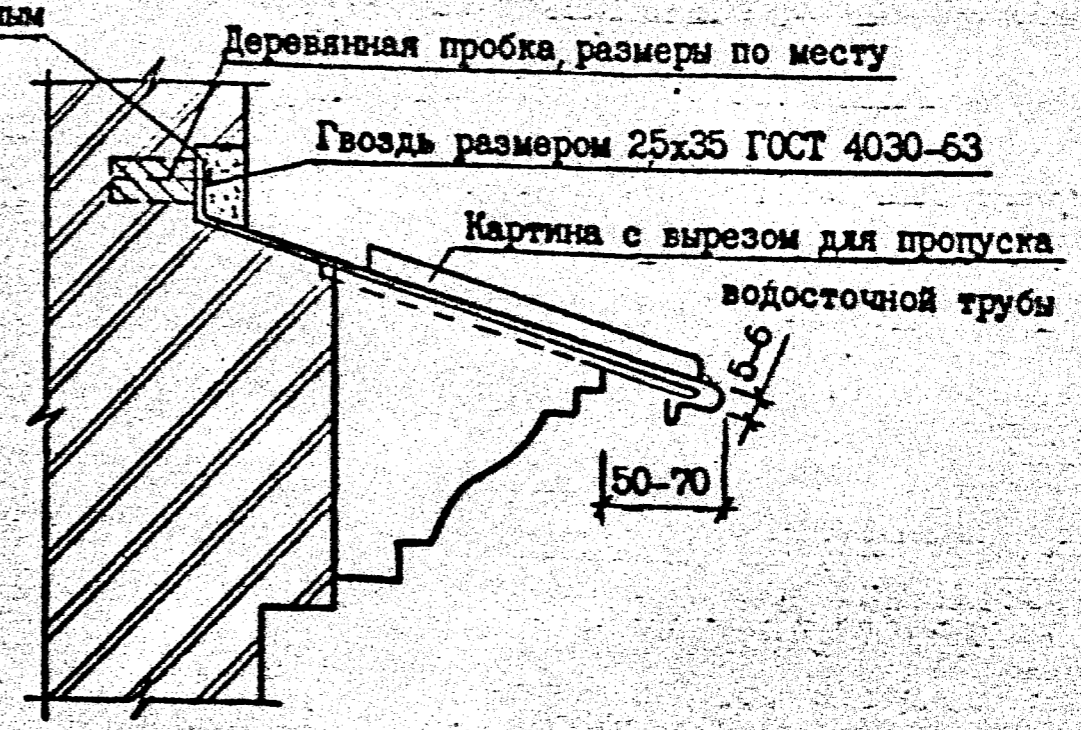 Деревянная пробка, размеры по месту
Гвоздь размером 25х35 ГОСТ 4030-63
Картина с вырезом для пропуска
водосточной трубы
5-6
50-70